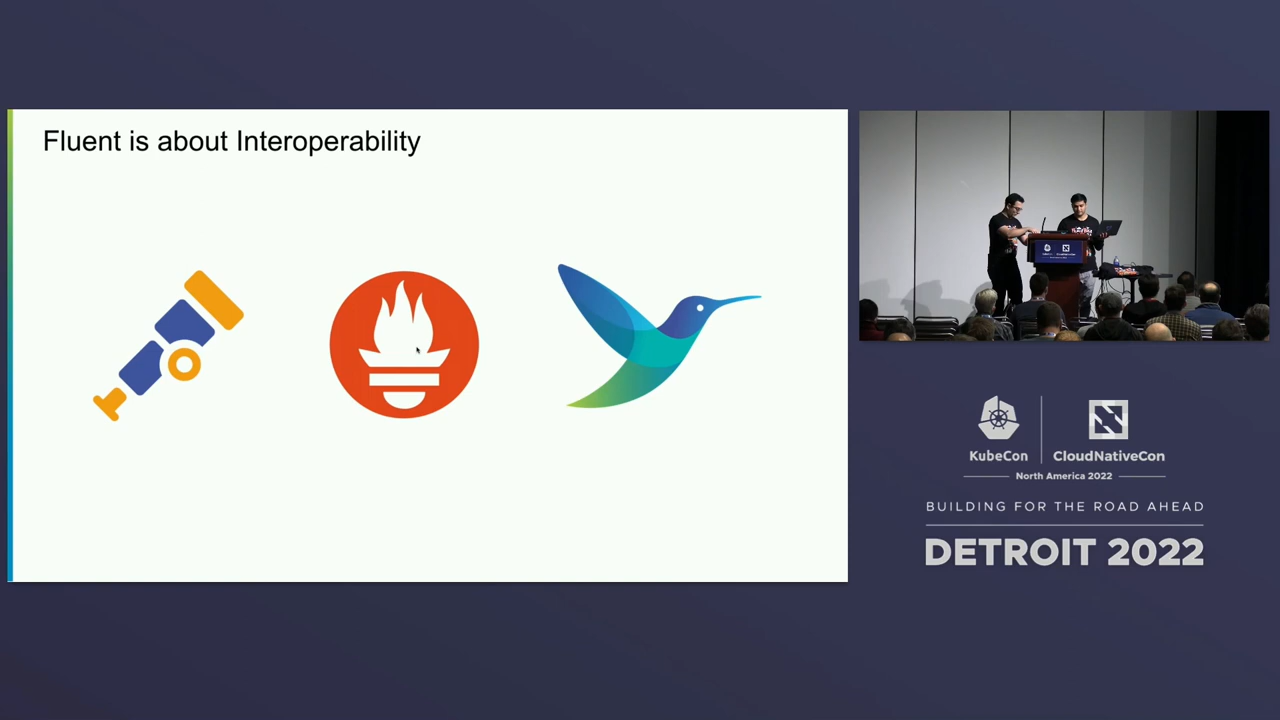 Fluent is about Interoperability
KubeCon
CloudNativeCon
North America 2022
BUILDING FOR THE ROAD AHEAD
DETROIT 2022